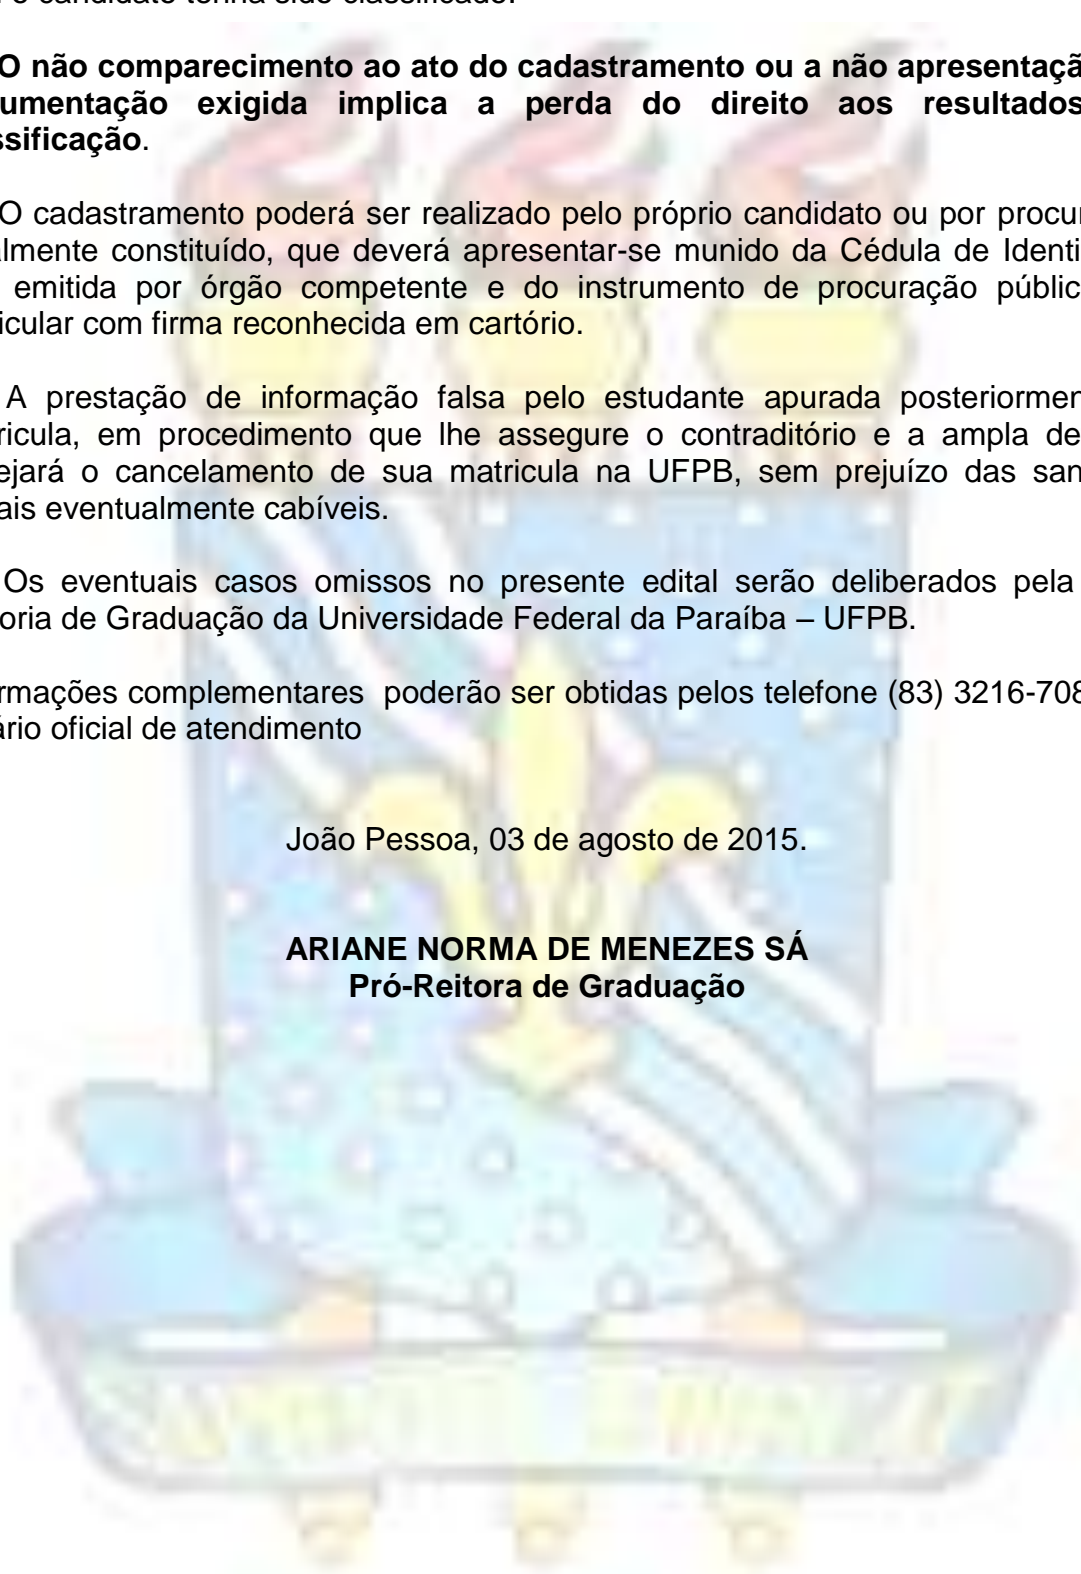 o candidato tenha sido classificado.
O não comparecimento ao ato do cadastramento ou a não apresentaçã
umentação exigida implica a perda do direito aos resultados
ssificação.
O cadastramento poderá ser realizado pelo próprio candidato ou por procu
almente constituído, que deverá apresentar-se munido da Cédula de Identi
emitida por órgão competente e do instrumento de procuração públic
icular com firma reconhecida em cartório.
A prestação de informação falsa pelo estudante apurada posteriormen
ricula, em procedimento que lhe assegure o contraditório e a ampla de
ejará o cancelamento de sua matricula na UFPB, sem prejuízo das san
ais eventualmente cabíveis.
Os eventuais casos omissos no presente edital serão deliberados pela
oria de Graduação da Universidade Federal da Paraíba – UFPB.
rmações complementares poderão ser obtidas pelos telefone (83) 3216-708
ário oficial de atendimento
João Pessoa, 03 de agosto de 2015.
ARIANE NORMA DE MENEZES SÁ
Pró-Reitora de Graduação